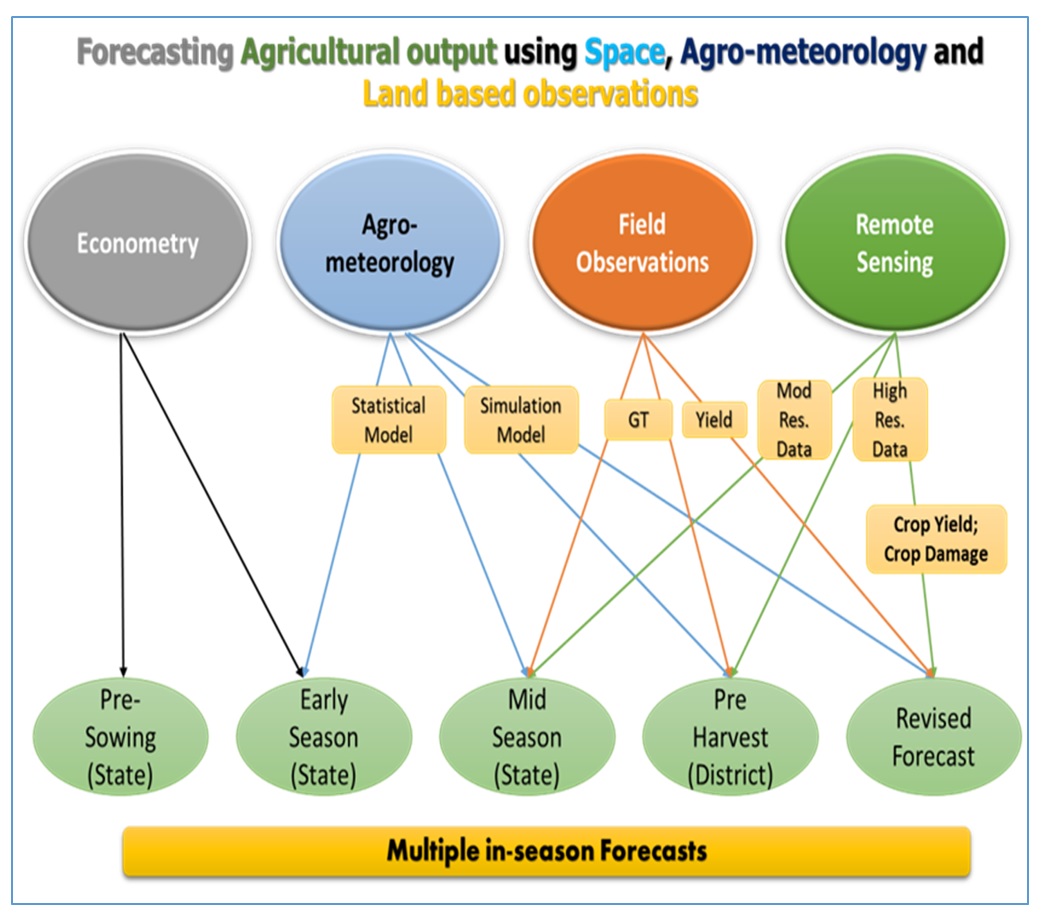 Forecasting Agricultural output using Space, Agro-meteorology and
Land based observations
Econometry
Agro-
meteorology
Field
Observations
Remote
Sensing
Statistical
Model
Simulation
Model
GT
Yield
Mod
Res.
Data
High
Res.
Data
Crop Yield;
Crop Damage
Pre-
Sowing
(State)
Early
Season
(State)
Mid
Season
(State)
Pre
Harvest
(District)
Revised
Forecast
Multiple in-season Forecasts